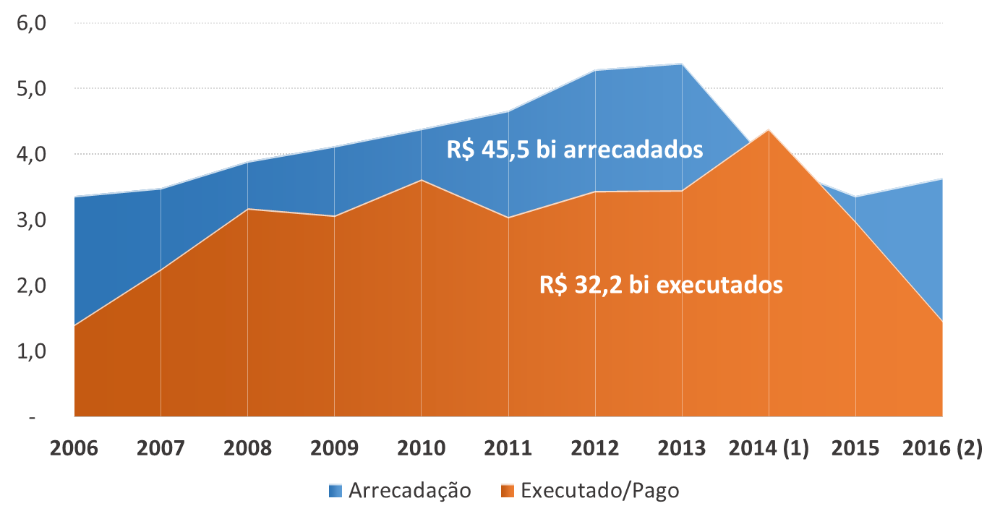 6,0
5,0
4,0
3,0
2,0
1,0
-
R$ 45,5 bi arrecadados
R$ 32,2 bi executados
2006 2007 2008 2009 2010 2011 2012 2013 2014 (1) 2015 2016 (2)
Arrecadação Executado/Pago